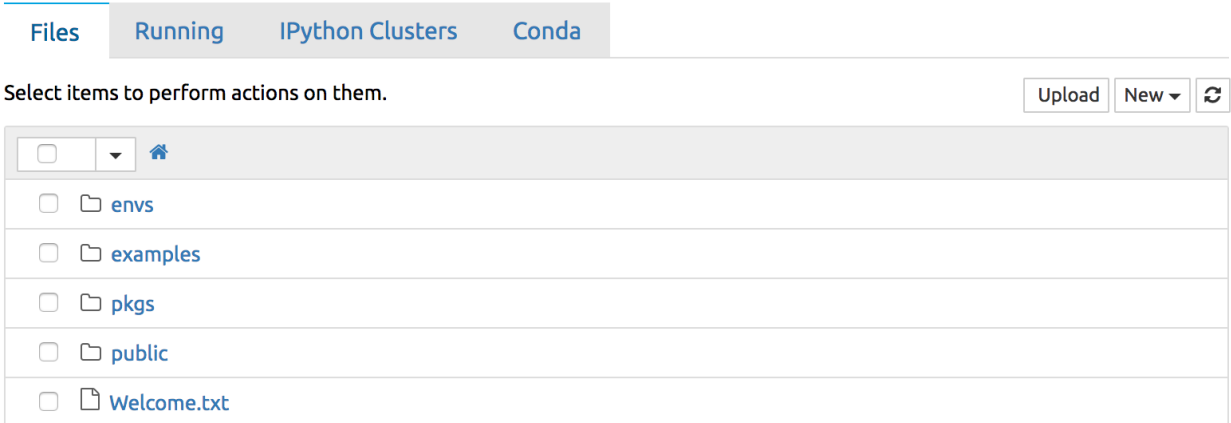 Files Running IPython Clusters Conda
Select items to perform actions on them. Upload New
envs
examples
pkgs
public
Welcome.txt